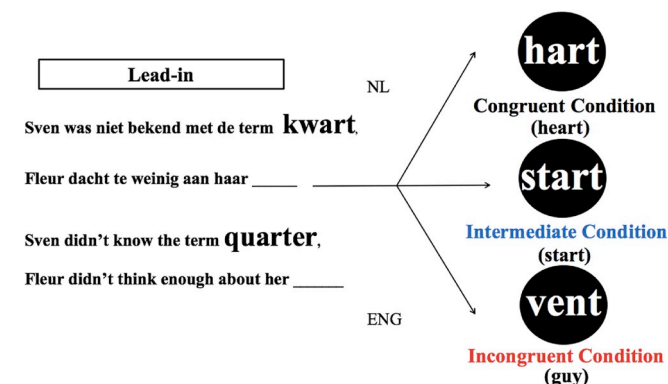 Lead-in
NL
Sven was niet bekend met de term kwart,
Fleur dacht te weinig aan haar _____
Sven didn't know the term quarter,
Fleur didn't think enough about her ______
ENG
hart
Congruent Condition
(heart)
start
Intermediate Condition
(start)
vent
Incongruent Condition
(guy)